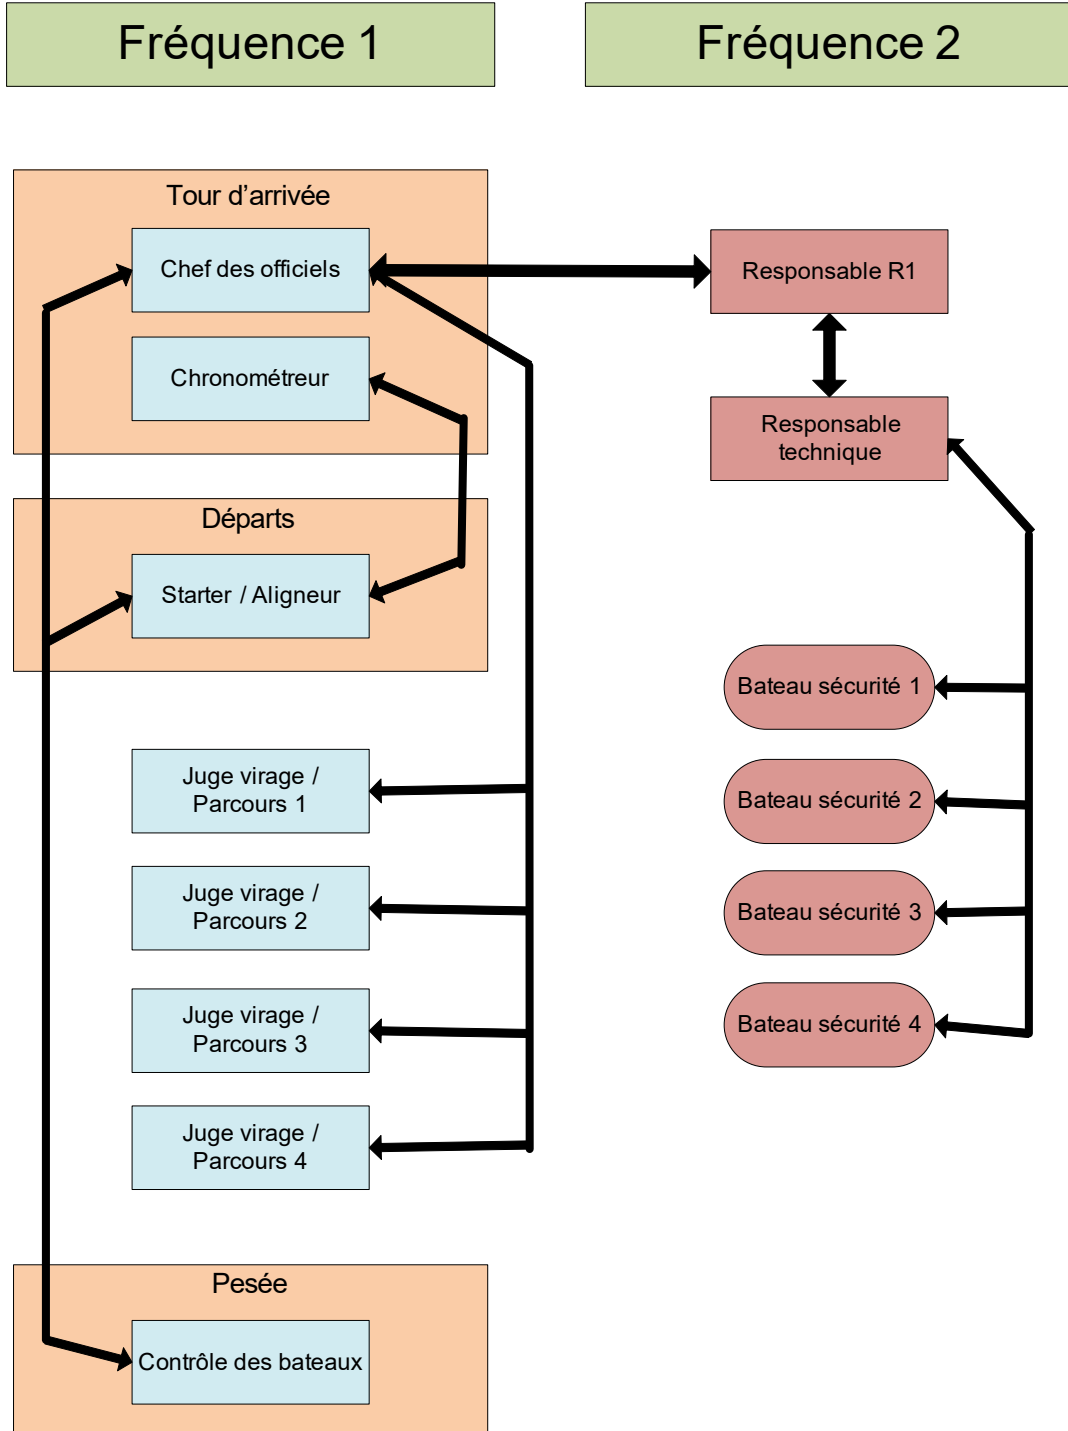 Fréquence 1
Fréquence 2
Tour d’arrivée
Chef des officiels
Responsable R1
Chronométreur
Responsable
technique
Départs
Starter / Aligneur
Bateau sécurité 1
Juge virage /
Parcours 1
Bateau sécurité 2
Juge virage /
Parcours 2
Bateau sécurité 3
Juge virage /
Parcours 3
Bateau sécurité 4
Juge virage /
Parcours 4
Pesée
Contrôle des bateaux